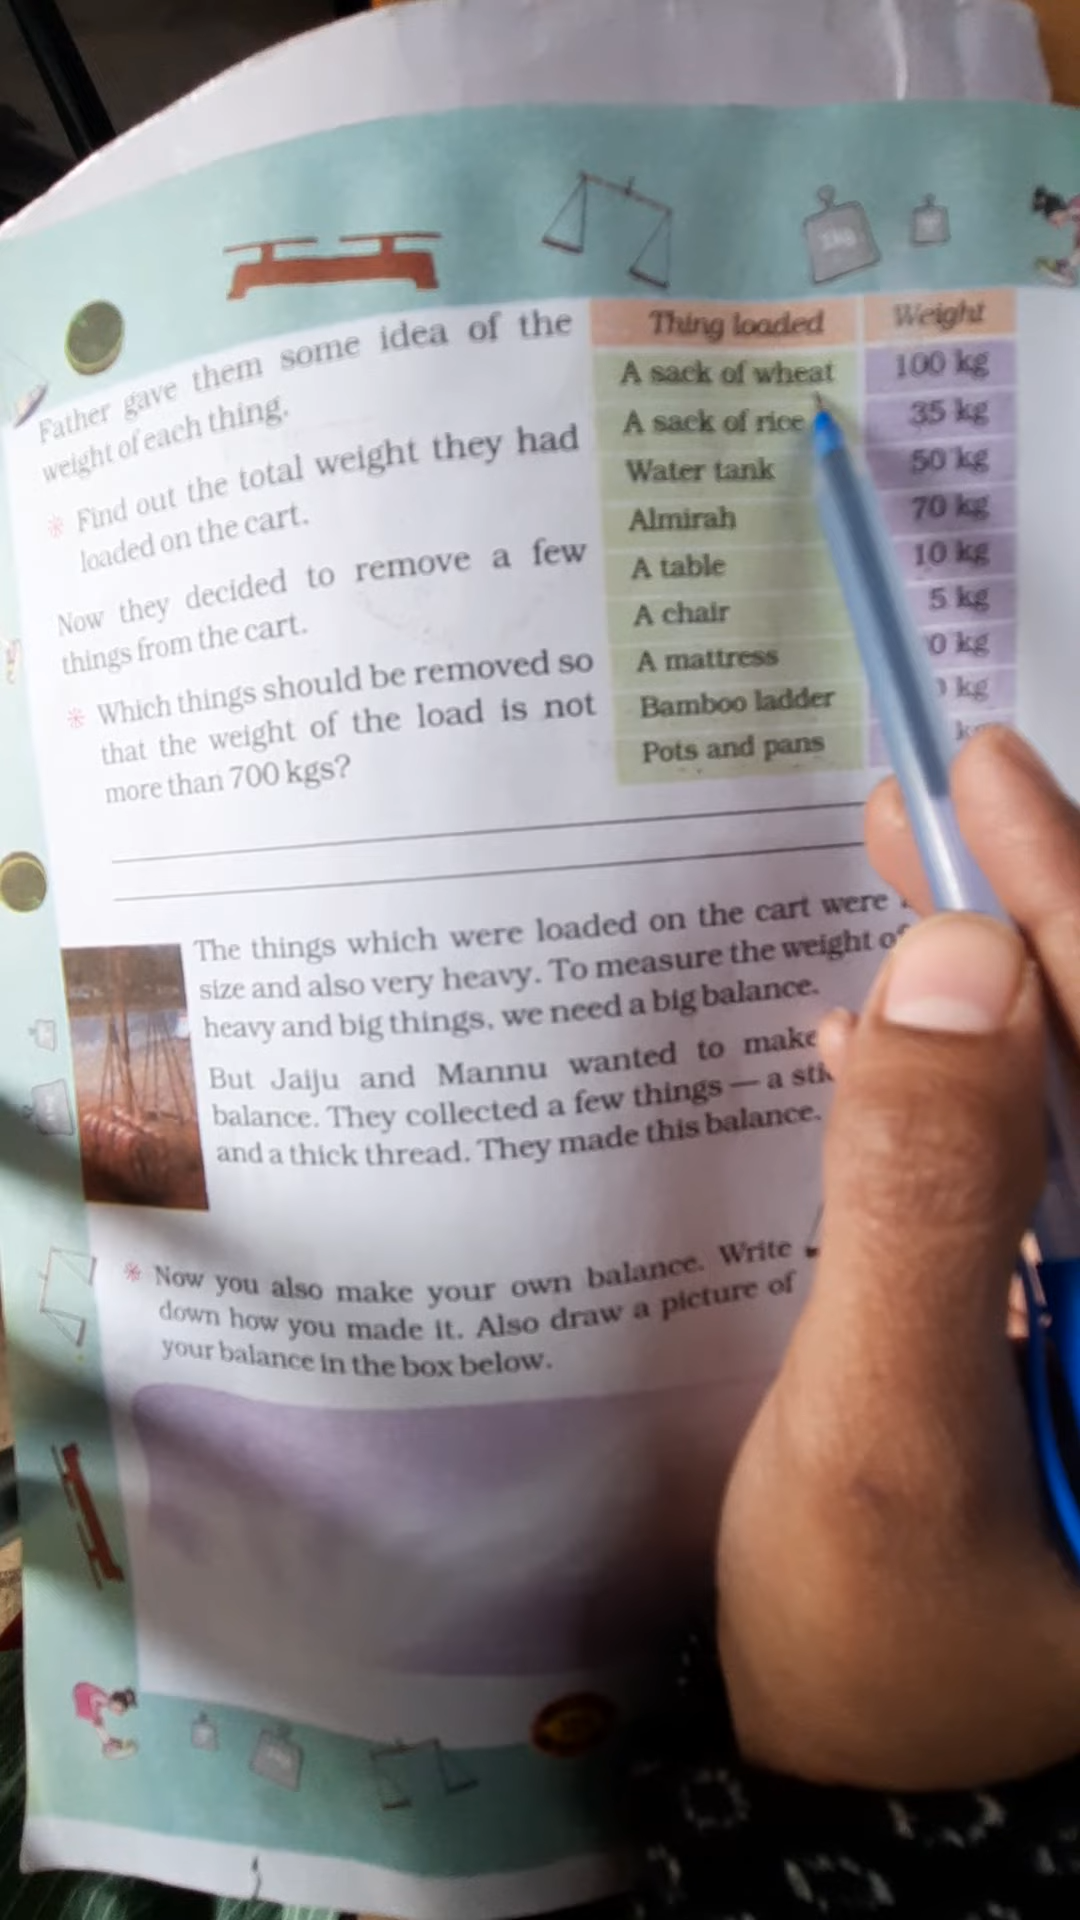 Father gave them some idea of the
weight of each thing.
Find out the total weight they had
loaded on the cart.
Now they decided to remove a few
things from the cart.
Which things should be removed so
that the weight of the load is not
more than 700 kgs?
Thing loaded Weight
A sack of wheat 100 kg
A sack of rice 35 kg
Water tank 50 kg
Almirah 70 kg
A table 10 kg
A chair 5 kg
A mattress kg
Bamboo ladder kg
Pots and pans
The things which were loaded on the cart were
size and also very heavy. To measure the weight of
heavy and big things, we need a big balance.
But Jaiju and Mannu wanted to make
balance. They collected a few things — a
and a thick thread. They made this balance.
Now you also make your own balance. Write
down how you made it. Also draw a picture of
your balance in the box below.